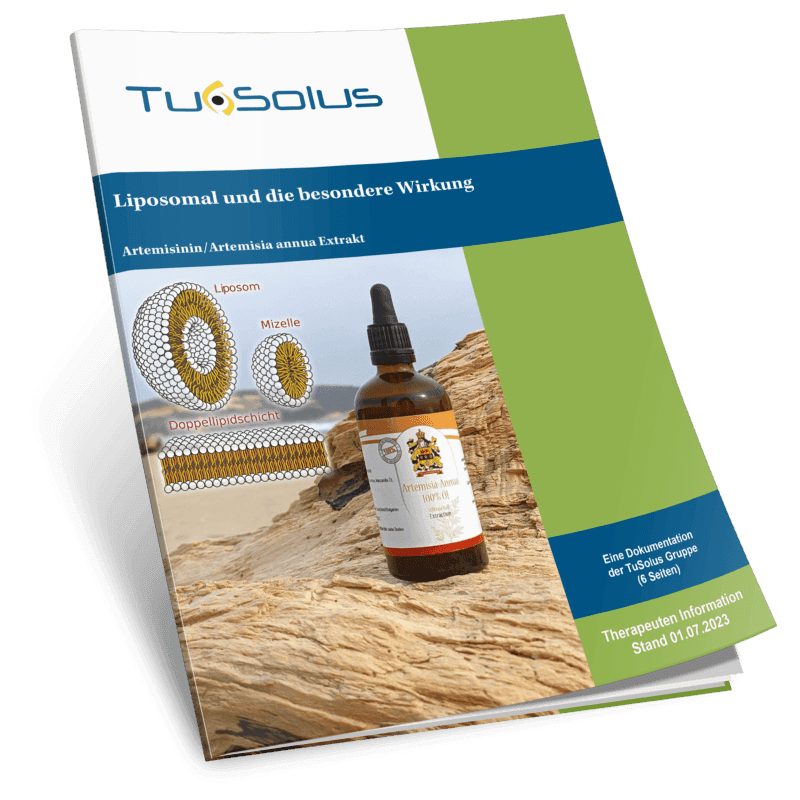 TuSolus
Liposomal und die besondere Wirkung
Artemisinin/Artemisia annua Extrakt
Liposom
Mizelle
Doppellipidschicht
Artemisia Annua
100% Öl
Extraction
Eine Dokumentation
der TuSolus Gruppe
(6 Seiten)
Therapeuten Information
Stand 01.07.2023